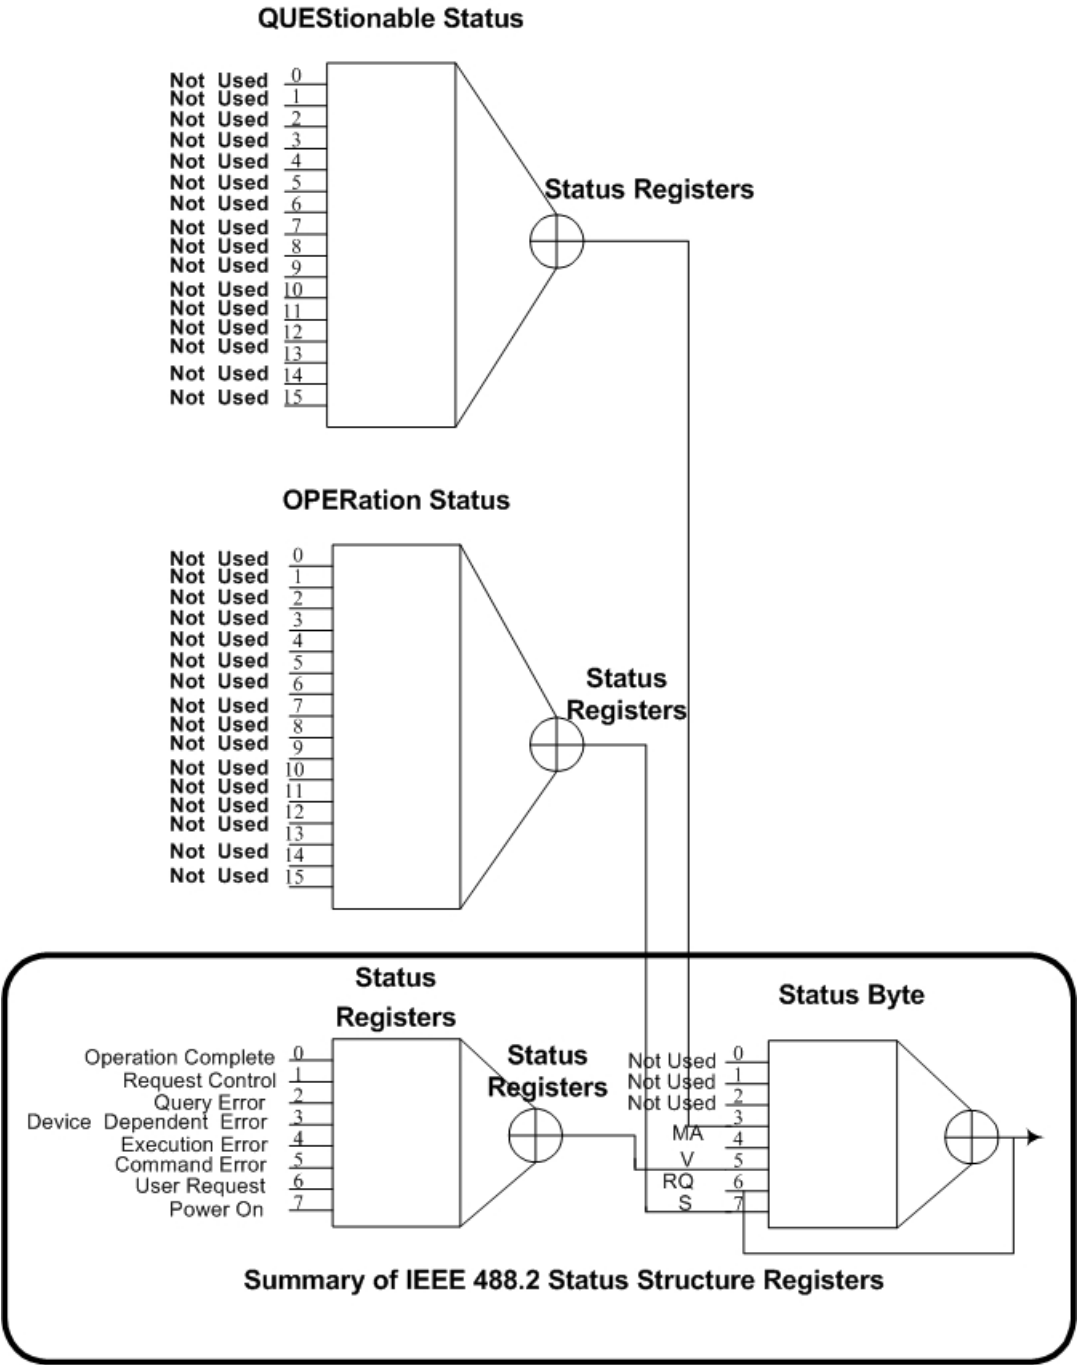 QUEStionable Status
Not Used 0
Not Used 1
Not Used 2
Not Used 3
Not Used 4
Not Used 5
Not Used 6
Not Used 7
Not Used 8
Not Used 9
Not Used 10
Not Used 11
Not Used 12
Not Used 13
Not Used 14
Not Used 15
Status Registers
OPERation Status
Not Used 0
Not Used 1
Not Used 2
Not Used 3
Not Used 4
Not Used 5
Not Used 6
Not Used 7
Not Used 8
Not Used 9
Not Used 10
Not Used 11
Not Used 12
Not Used 13
Not Used 14
Not Used 15
Status
Registers
Status
Registers
Operation Complete 0
Request Control 1
Query Error 2
Device Dependent Error 3
Execution Error 4
Command Error 5
User Request 6
Power On 7
Status
Registers
Status Byte
Not Used 0
Not Used 1
Not Used 2
3
MA 4
V 5
RQ 6
S 7
Summary of IEEE 488.2 Status Structure Registers